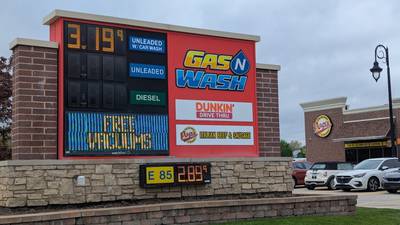 3.19⁹
UNLEADED
W/ CAR WASH
UNLEADED
DIESEL
FREE
VACUUMS
GAS N
WASH
DUNKIN'
DRIVE THRU
E 85
2.89⁹